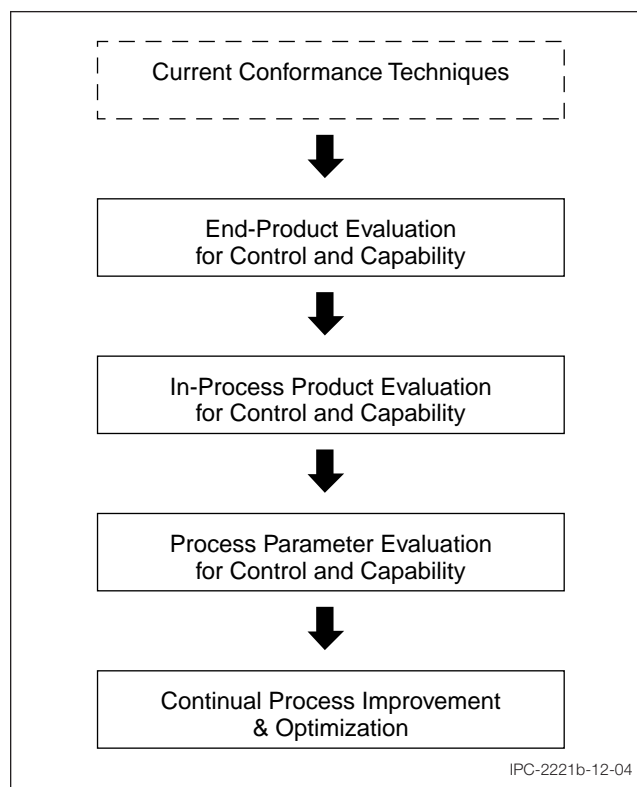 Current Conformance Techniques
End-Product Evaluation
for Control and Capability
In-Process Product Evaluation
for Control and Capability
Process Parameter Evaluation
for Control and Capability
Continual Process Improvement
& Optimization
IPC-2221b-12-04